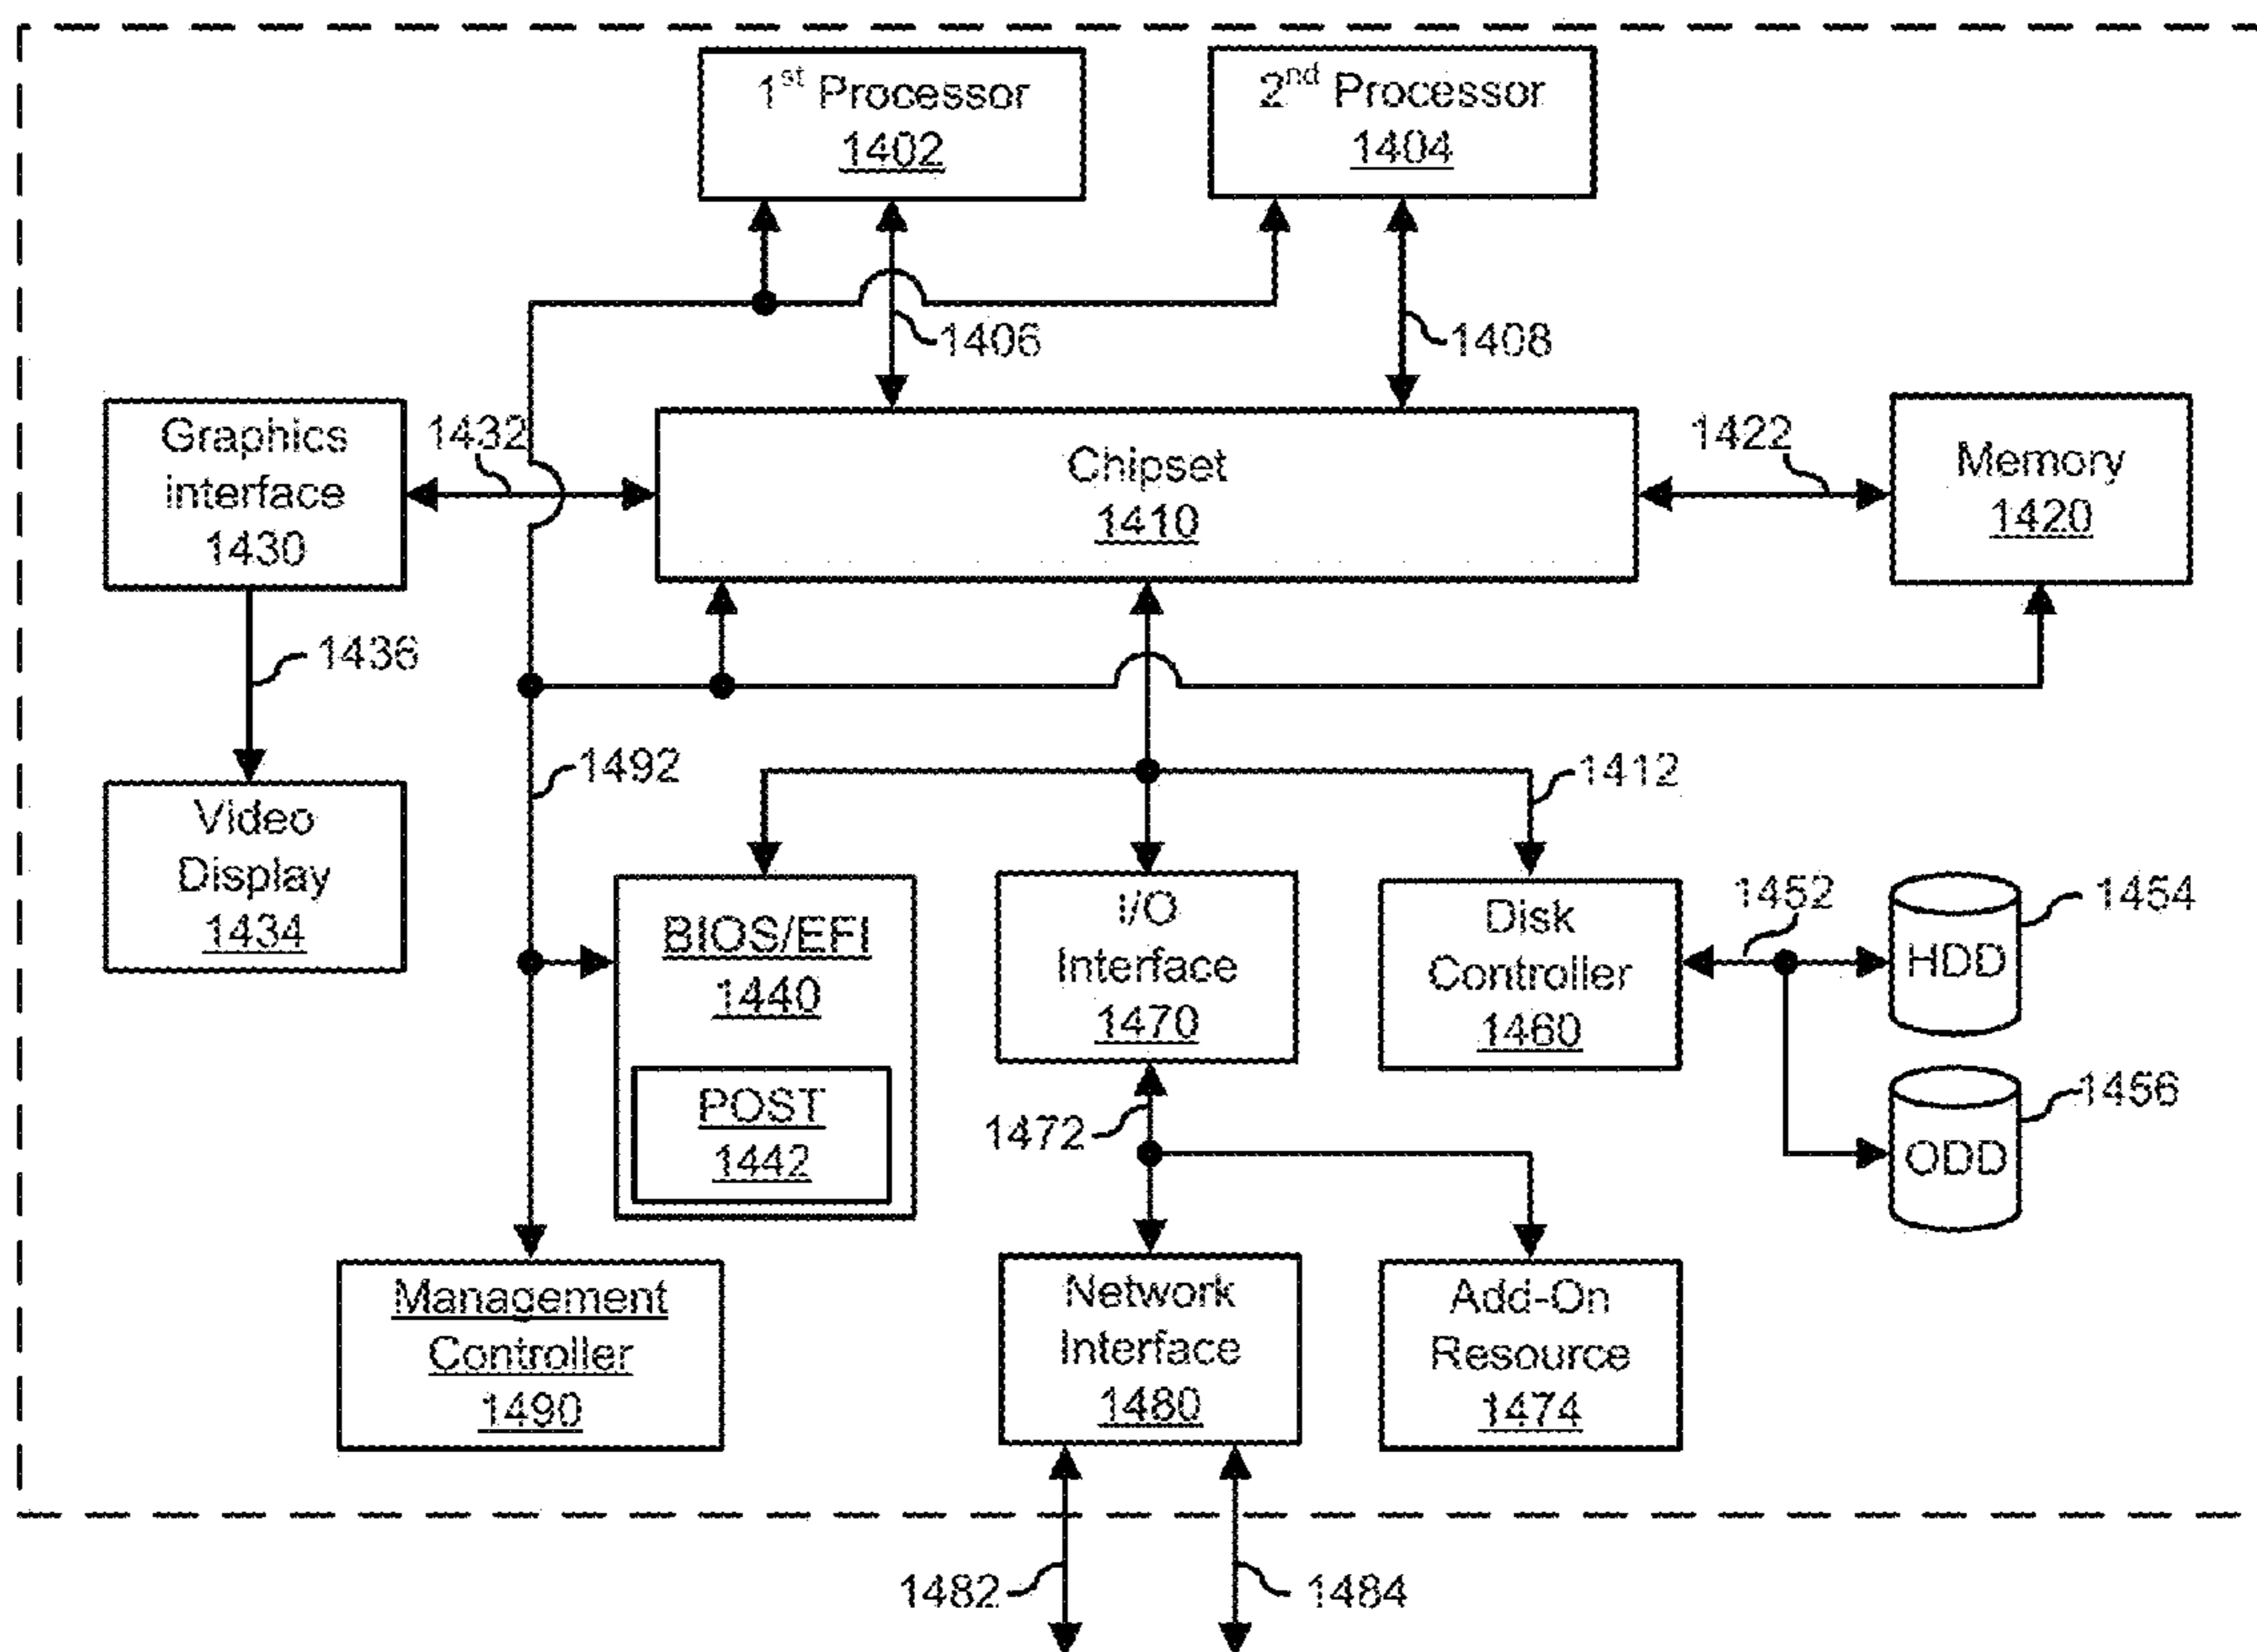 1st Processor
1402
2nd Processor
1404
1406
1408
Graphics
interface
1430
1432
Chipset
1410
1422
Memory
1420
1436
1492
1412
Video
Display
1434
BIOS/EFI
1440
POST
1442
I/O
Interface
1470
Disk
Controller
1460
1452
1454
HDD
1456
ODD
1472
Management
Controller
1490
Network
Interface
1480
Add-On
Resource
1474
1482
1484